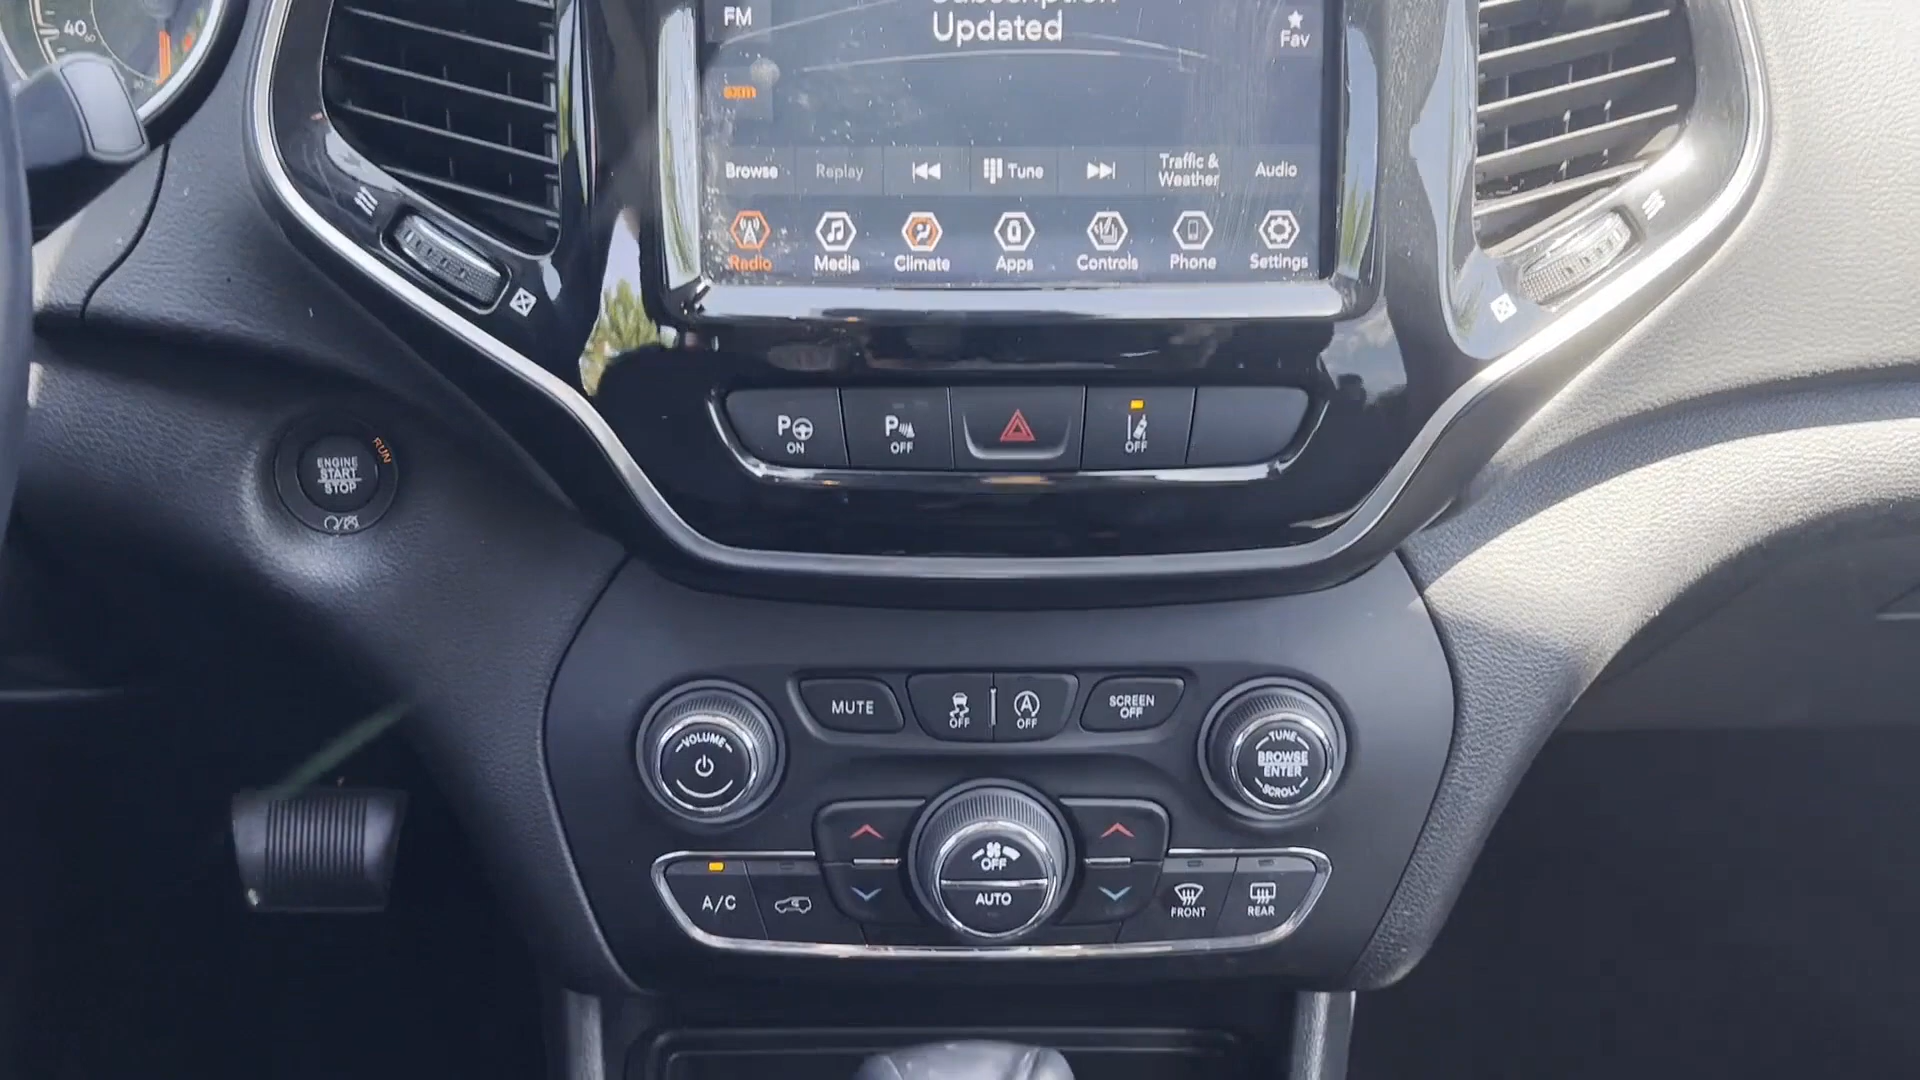 40
FM
Subscription
Updated
Fav
sxm
Browse
Replay
Tune
Traffic &
Weather
Audio
Radio
Media
Climate
Apps
Controls
Phone
Settings
P
ON
P
OFF
OFF
ENGINE
START
STOP
RUN
MUTE
OFF
A
OFF
SCREEN
OFF
VOLUME
TUNE
BROWSE
ENTER
SCROLL
OFF
AUTO
A/C
FRONT
REAR